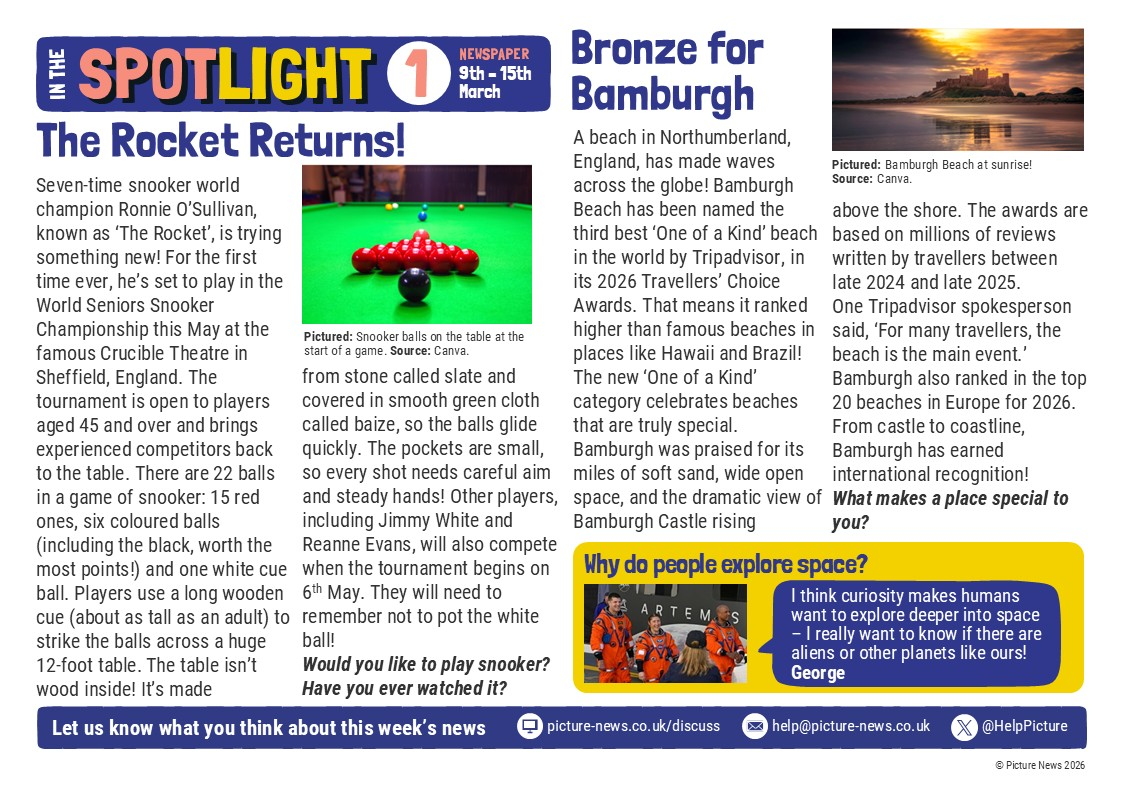 IN THE
SPOTLIGHT
1
NEWSPAPER
9th – 15th
March
The Rocket Returns!
Seven-time snooker world
champion Ronnie O’Sullivan,
known as ‘The Rocket’, is trying
something new! For the first
time ever, he’s set to play in the
World Seniors Snooker
Championship this May at the
famous Crucible Theatre in
Sheffield, England. The
tournament is open to players
aged 45 and over and brings
experienced competitors back
to the table. There are 22 balls
in a game of snooker: 15 red
ones, six coloured balls
(including the black, worth the
most points!) and one white cue
ball. Players use a long wooden
cue (about as tall as an adult) to
strike the balls across a huge
12-foot table. The table isn’t
wood inside! It’s made
Pictured: Snooker balls on the table at the
start of a game. Source: Canva.
from stone called slate and
covered in smooth green cloth
called baize, so the balls glide
quickly. The pockets are small,
so every shot needs careful aim
and steady hands! Other players,
including Jimmy White and
Reanne Evans, will also compete
when the tournament begins on
6th May. They will need to
remember not to pot the white
ball!
Would you like to play snooker?
Have you ever watched it?
Bronze for
Bamburgh
A beach in Northumberland,
England, has made waves
across the globe! Bamburgh
Beach has been named the
third best ‘One of a Kind’ beach
in the world by Tripadvisor, in
its 2026 Travellers’ Choice
Awards. That means it ranked
higher than famous beaches in
places like Hawaii and Brazil!
The new ‘One of a Kind’
category celebrates beaches
that are truly special.
Bamburgh was praised for its
miles of soft sand, wide open
space, and the dramatic view of
Bamburgh Castle rising
Pictured: Bamburgh Beach at sunrise!
Source: Canva.
above the shore. The awards are
based on millions of reviews
written by travellers between
late 2024 and late 2025.
One Tripadvisor spokesperson
said, ‘For many travellers, the
beach is the main event.’
Bamburgh also ranked in the top
20 beaches in Europe for 2026.
From castle to coastline,
Bamburgh has earned
international recognition!
What makes a place special to
you?
Why do people explore space?
ARTEMIS
I think curiosity makes humans
want to explore deeper into space
– I really want to know if there are
aliens or other planets like ours!
George
Let us know what you think about this week’s news
picture-news.co.uk/discuss
help@picture-news.co.uk
@HelpPicture
© Picture News 2026